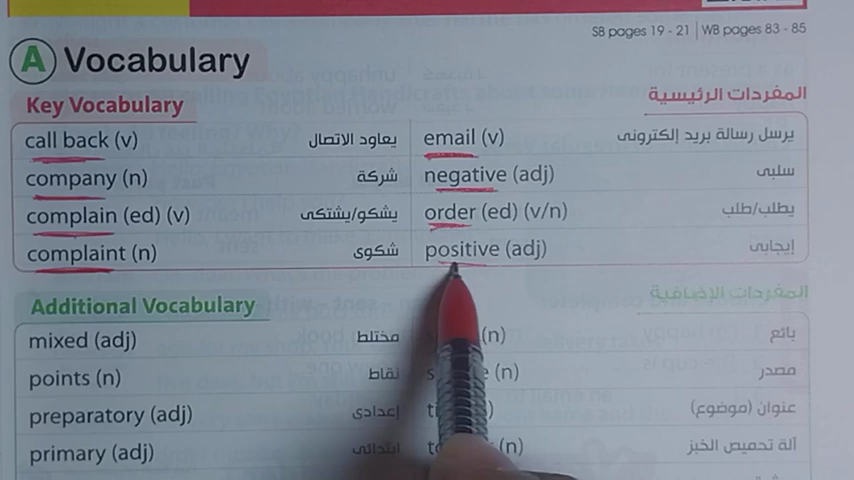 SB pages 19 - 21 | WB pages 83 - 85
A Vocabulary
Key Vocabulary المفردات الرئيسية
call back (v) يعاود الاتصال email (v) يرسل رسالة بريد إلكترونى
company (n) شركة negative (adj) سلبى
complain (ed) (v) يشكو/يشتكى order (ed) (v/n) يطلب/طلب
complaint (n) شكوى positive (adj) إيجابى
Additional Vocabulary المفردات الإضافية
mixed (adj) مختلط (n) بائع
points (n) نقاط (n) مصدر
preparatory (adj) إعدادى عنوان (موضوع)
primary (adj) ابتدائى (n) آلة تحميص الخبز